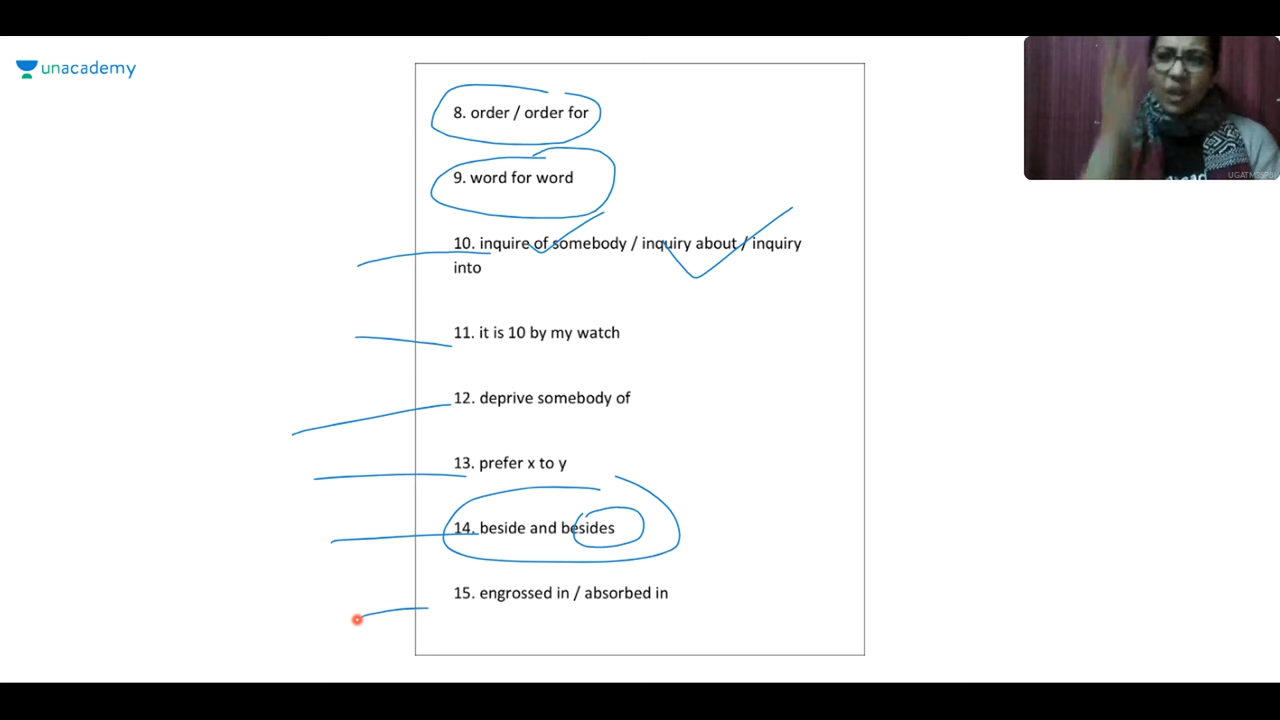 unacademy
8. order / order for
9. word for word
10. inquire of somebody / inquiry about / inquiry
into
11. it is 10 by my watch
12. deprive somebody of
13. prefer x to y
14. beside and besides
15. engrossed in / absorbed in